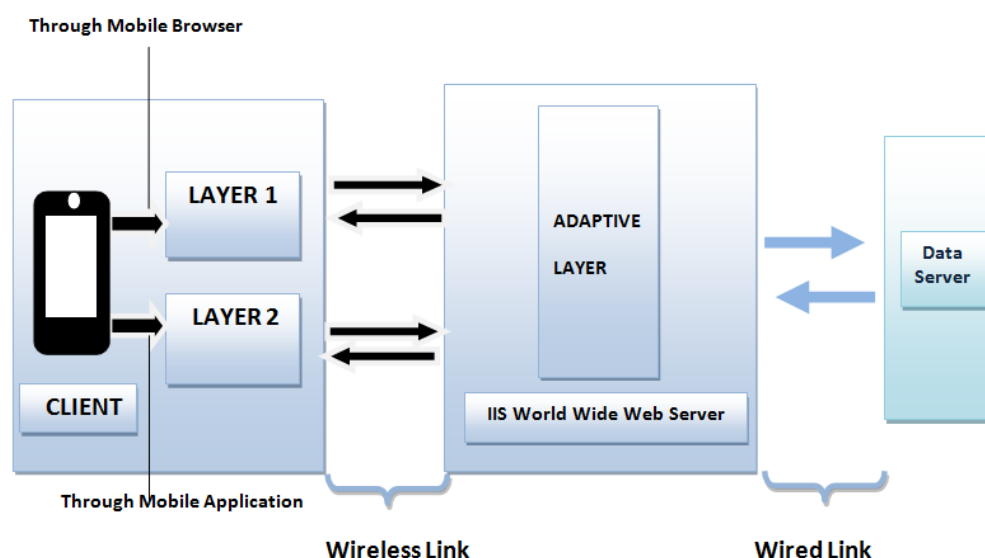 Through Mobile Browser
LAYER 1
LAYER 2
CLIENT
Through Mobile Application
ADAPTIVE
LAYER
IIS World Wide Web Server
Data
Server
Wireless Link
Wired Link